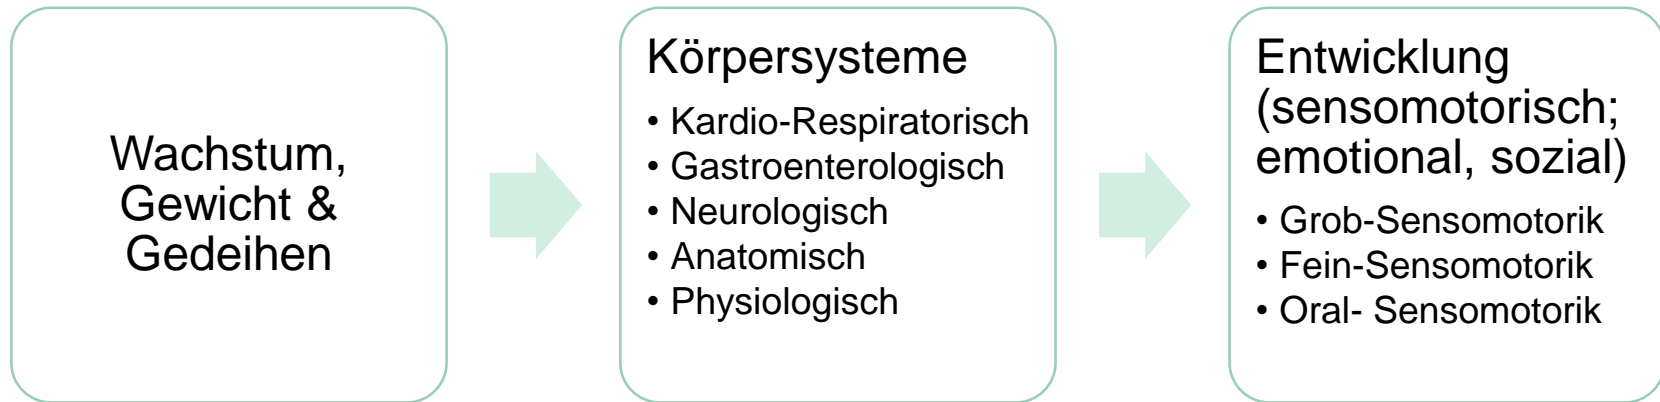 Wachstum,
Gewicht &
Gedeihen
Körpersysteme
• Kardio-Respiratorisch
• Gastroenterologisch
• Neurologisch
• Anatomisch
• Physiologisch
Entwicklung
(sensomotorisch;
emotional, sozial)
• Grob-Sensomotorik
• Fein-Sensomotorik
• Oral- Sensomotorik